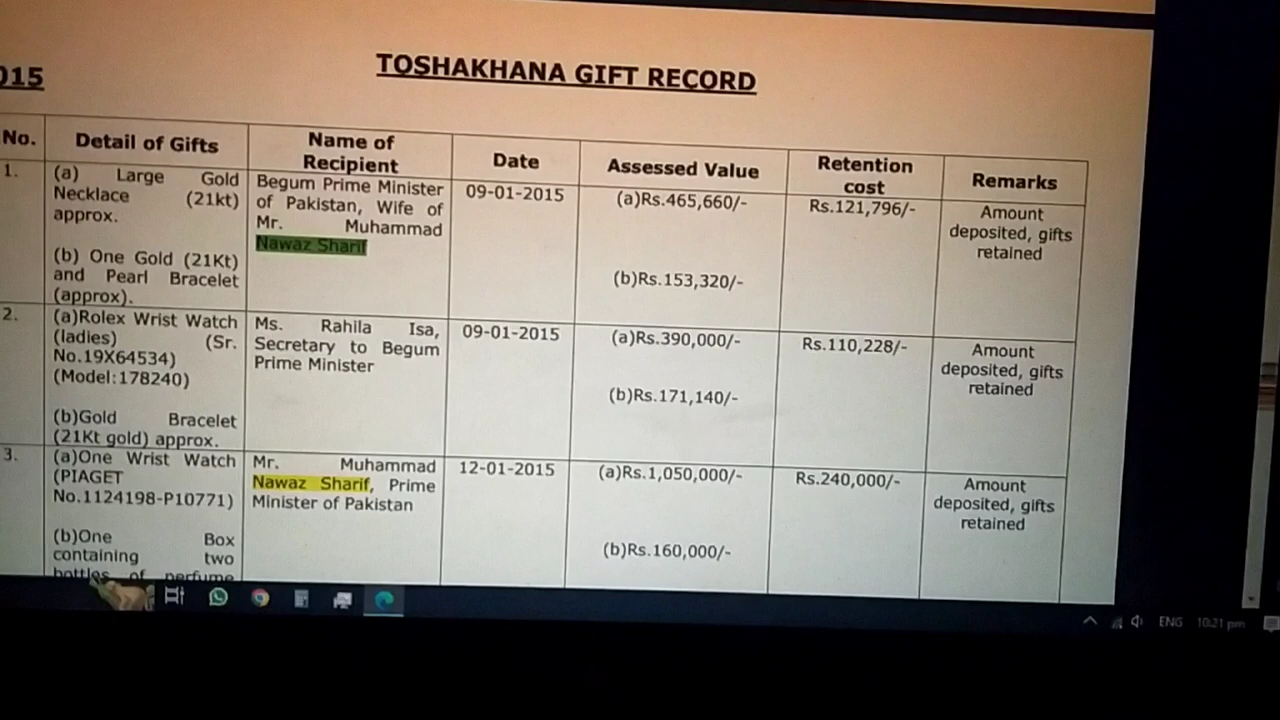 015
TOSHAKHANA GIFT RECORD
No.
Detail of Gifts
Name of
Recipient
Date
Assessed Value
Retention
cost
Remarks
1.
(a) Large Gold
Necklace (21kt)
approx.
(b) One Gold (21Kt)
and Pearl Bracelet
(approx).
Begum Prime Minister
of Pakistan, Wife of
Mr. Muhammad
Nawaz Sharif
09-01-2015
(a)Rs.465,660/-
(b)Rs.153,320/-
Rs.121,796/-
Amount
deposited, gifts
retained
2.
(a)Rolex Wrist Watch
(ladies) (Sr.
No.19X64534)
(Model:178240)
(b)Gold Bracelet
(21Kt gold) approx.
Ms. Rahila Isa,
Secretary to Begum
Prime Minister
09-01-2015
(a)Rs.390,000/-
(b)Rs.171,140/-
Rs.110,228/-
Amount
deposited, gifts
retained
3.
(a)One Wrist Watch
(PIAGET
No.1124198-P10771)
(b)One Box
containing two
bottles of perfume
Mr. Muhammad
Nawaz Sharif, Prime
Minister of Pakistan
12-01-2015
(a)Rs.1,050,000/-
(b)Rs.160,000/-
Rs.240,000/-
Amount
deposited, gifts
retained
ENG 10:21 pm